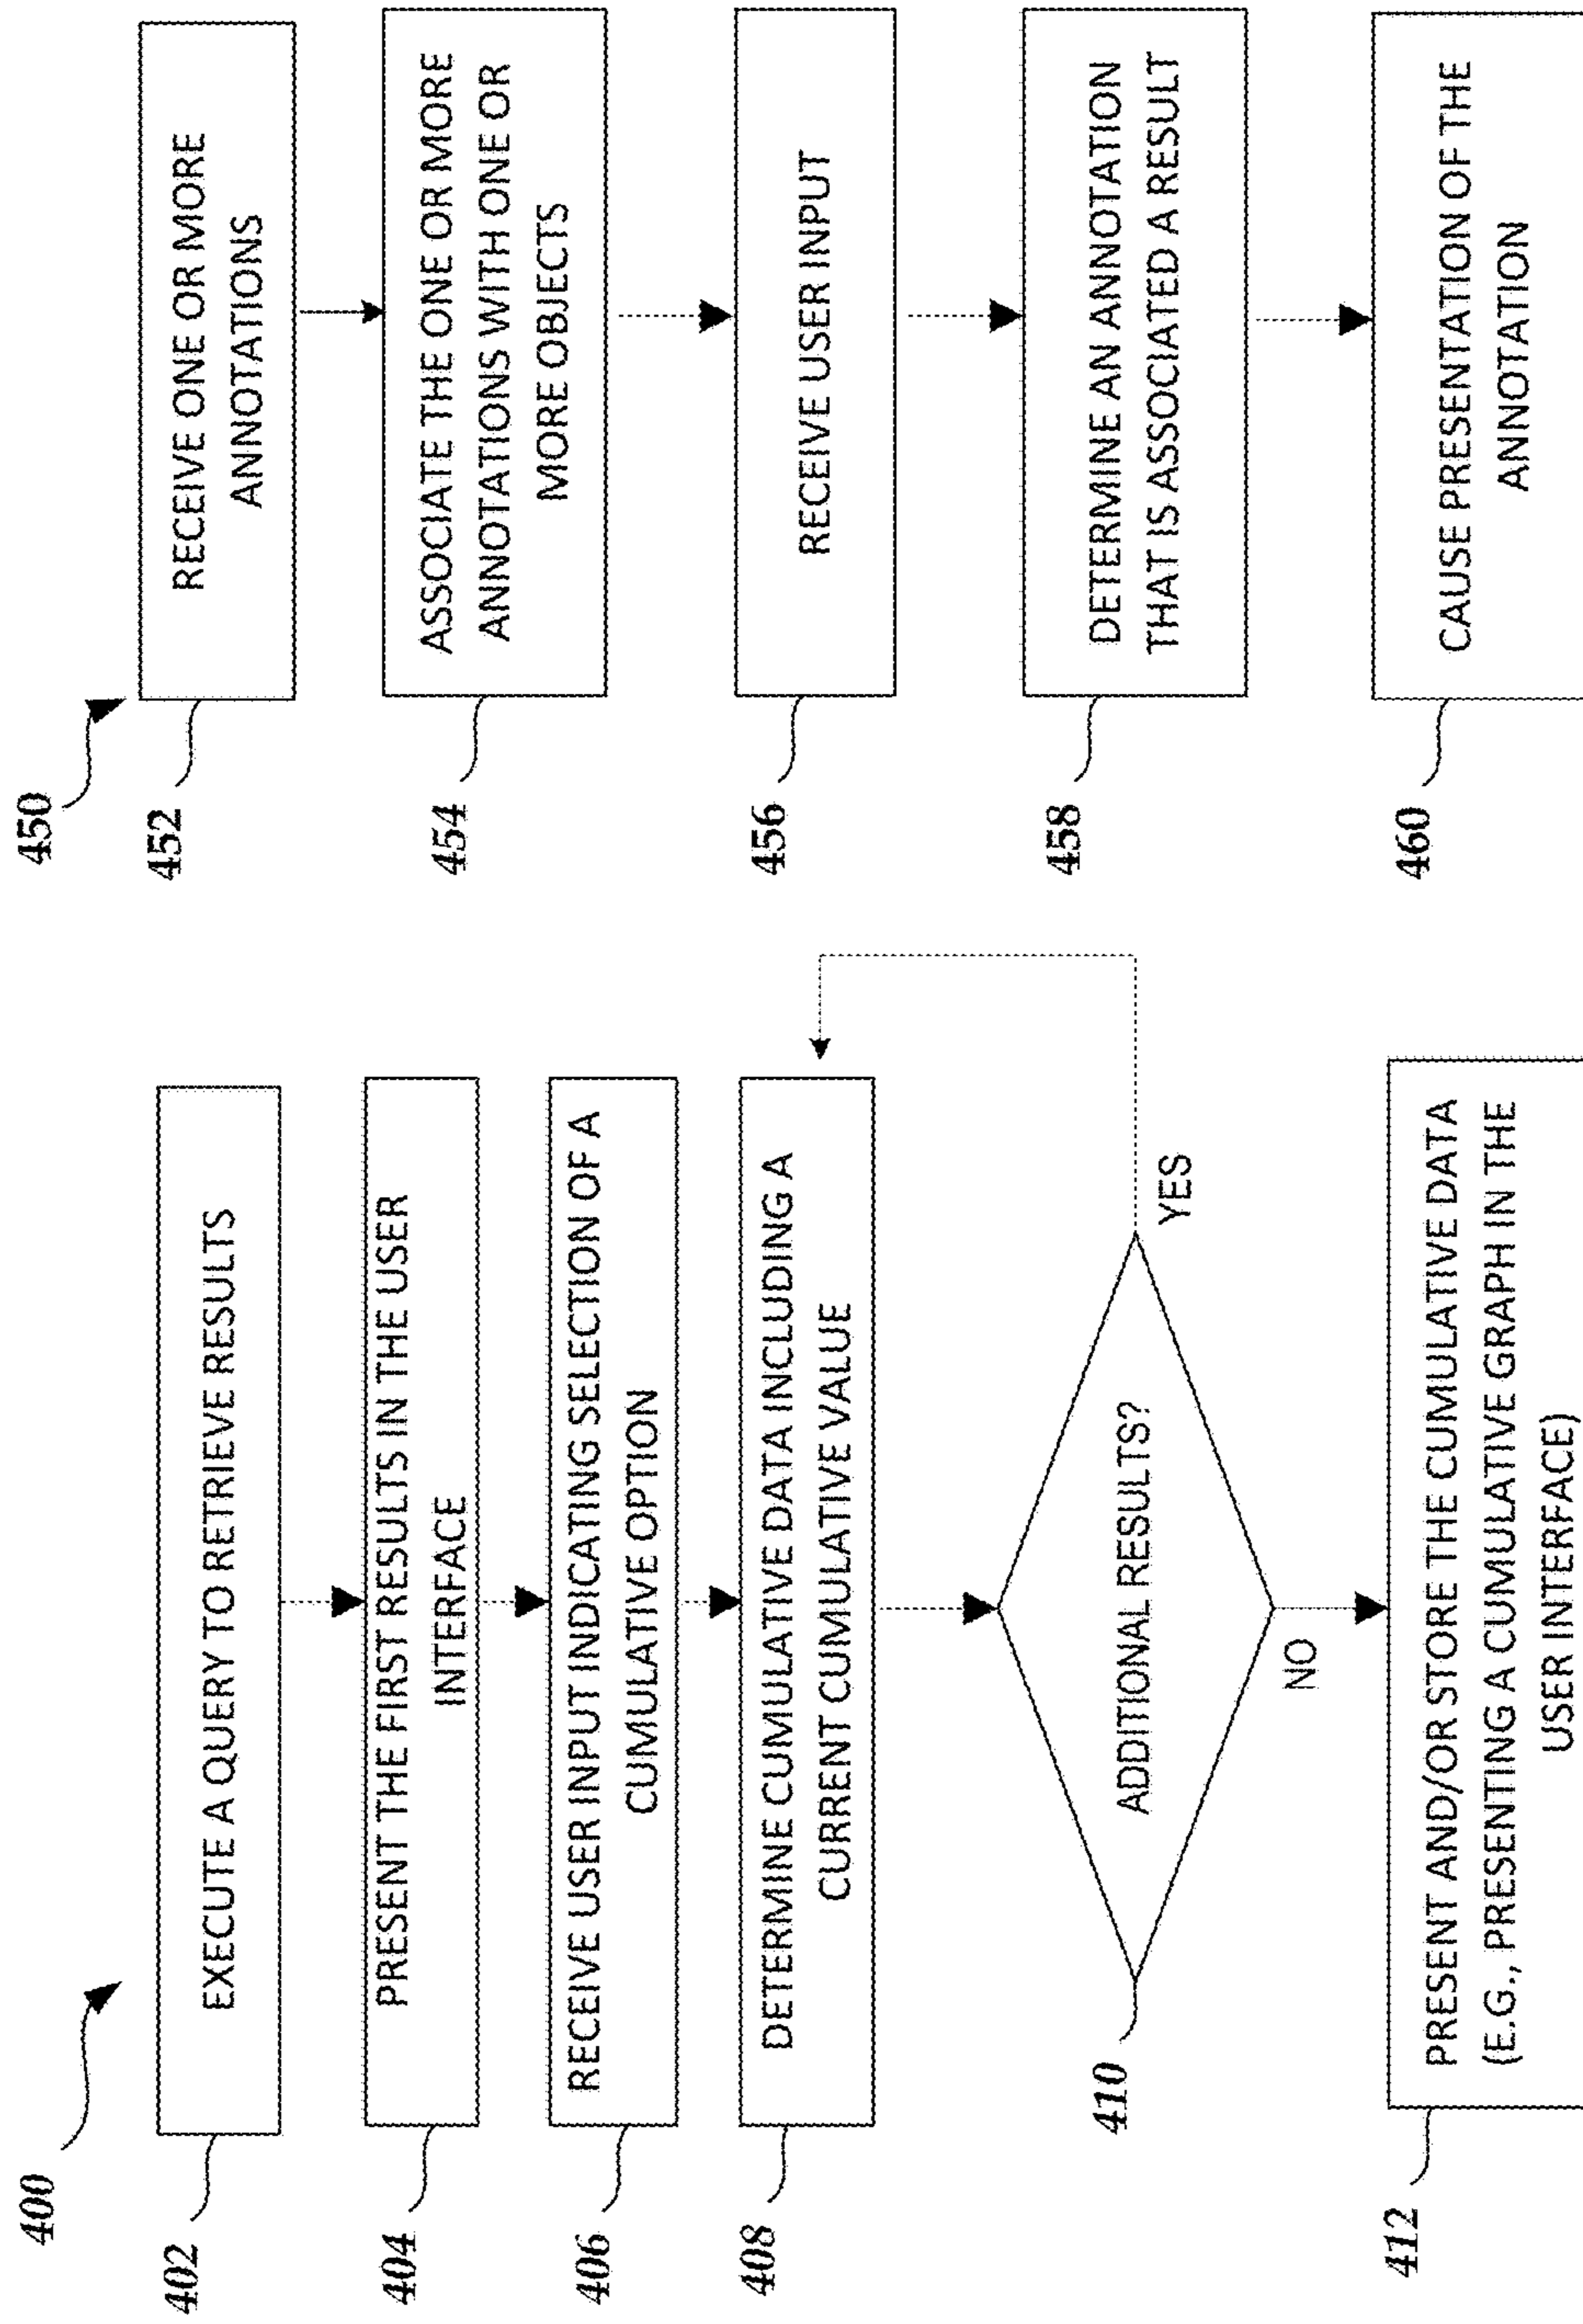 400
402
EXECUTE A QUERY TO RETRIEVE RESULTS
404
PRESENT THE FIRST RESULTS IN THE USER
INTERFACE
406
RECEIVE USER INPUT INDICATING SELECTION OF A
CUMULATIVE OPTION
408
DETERMINE CUMULATIVE DATA INCLUDING A
CURRENT CUMULATIVE VALUE
410
ADDITIONAL RESULTS?
YES
NO
412
PRESENT AND/OR STORE THE CUMULATIVE DATA
(E.G., PRESENTING A CUMULATIVE GRAPH IN THE
USER INTERFACE)
450
452
RECEIVE ONE OR MORE
ANNOTATIONS
454
ASSOCIATE THE ONE OR MORE
ANNOTATIONS WITH ONE OR
MORE OBJECTS
456
RECEIVE USER INPUT
458
DETERMINE AN ANNOTATION
THAT IS ASSOCIATED A RESULT
460
CAUSE PRESENTATION OF THE
ANNOTATION